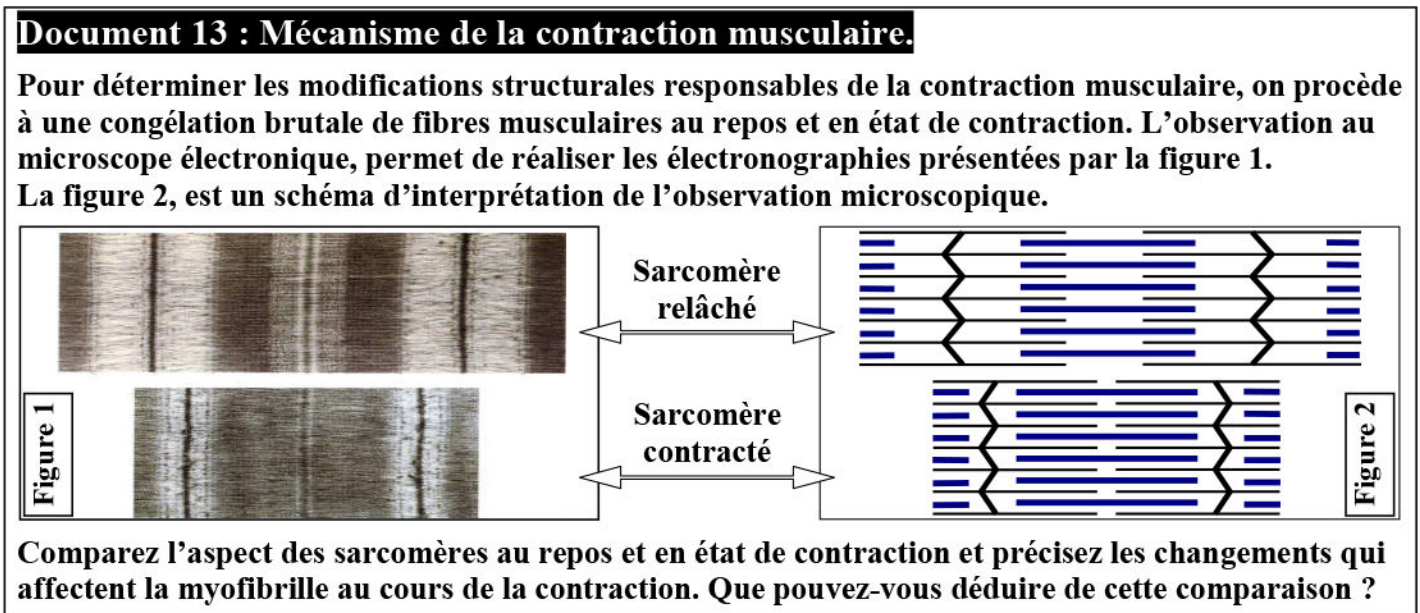 Document 13 : Mécanisme de la contraction musculaire.
Pour déterminer les modifications structurales responsables de la contraction musculaire, on procède
à une congélation brutale de fibres musculaires au repos et en état de contraction. L’observation au
microscope électronique, permet de réaliser les électronographies présentées par la figure 1.
La figure 2, est un schéma d’interprétation de l’observation microscopique.
Sarcomère
relâché
Sarcomère
contracté
Figure 1
Figure 2
Comparez l’aspect des sarcomères au repos et en état de contraction et précisez les changements qui
affectent la myofibrille au cours de la contraction. Que pouvez-vous déduire de cette comparaison ?